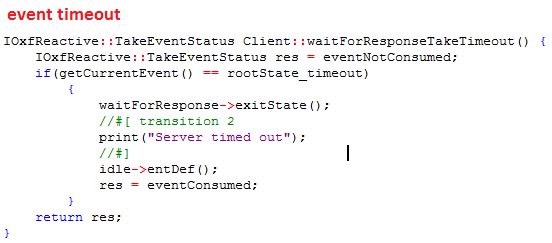 event timeout
IOxfReactive::TakeEventStatus Client::waitForResponseTakeTimeout() {
    IOxfReactive::TakeEventStatus res = eventNotConsumed;
    if(getCurrentEvent() == rootState_timeout)
        {
            waitForResponse->exitState();
            //#[ transition 2
            print("Server timed out");
            //#]
            idle->entDef();
            res = eventConsumed;
        }
    return res;
}